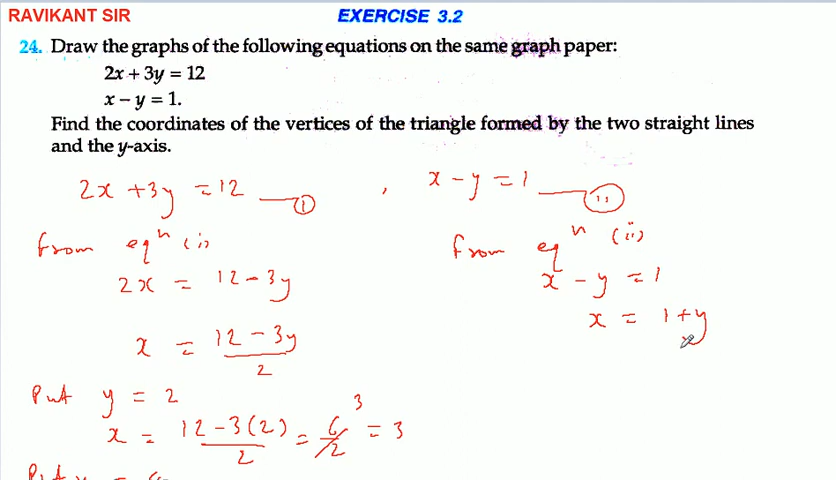 RAVIKANT SIR EXERCISE 3.2
24. Draw the graphs of the following equations on the same graph paper:
2x + 3y = 12
x – y = 1.
Find the coordinates of the vertices of the triangle formed by the two straight lines
and the y-axis.
2x + 3y = 12 —(i) , x - y = 1 —(ii)
from eqⁿ (i)
2x = 12 - 3y
x = (12 - 3y)/2
Put y = 2
x = (12 - 3(2))/2 = 6/2 3 = 3
from eqⁿ (ii)
x - y = 1
x = 1 + y